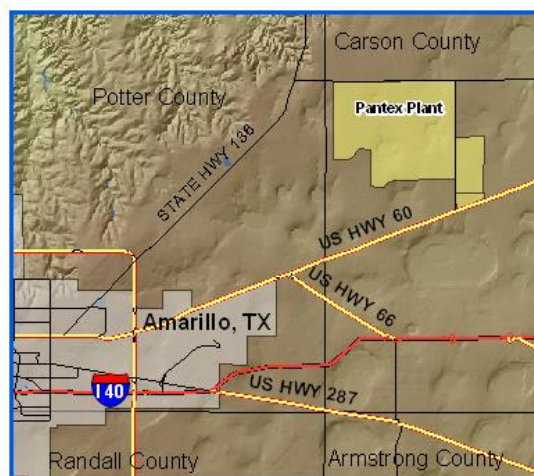 Carson County
Potter County
Pantex Plant
STATE HWY 136
US HWY 60
US HWY 66
Amarillo, TX
I 40
US HWY 287
Randall County
Armstrong County